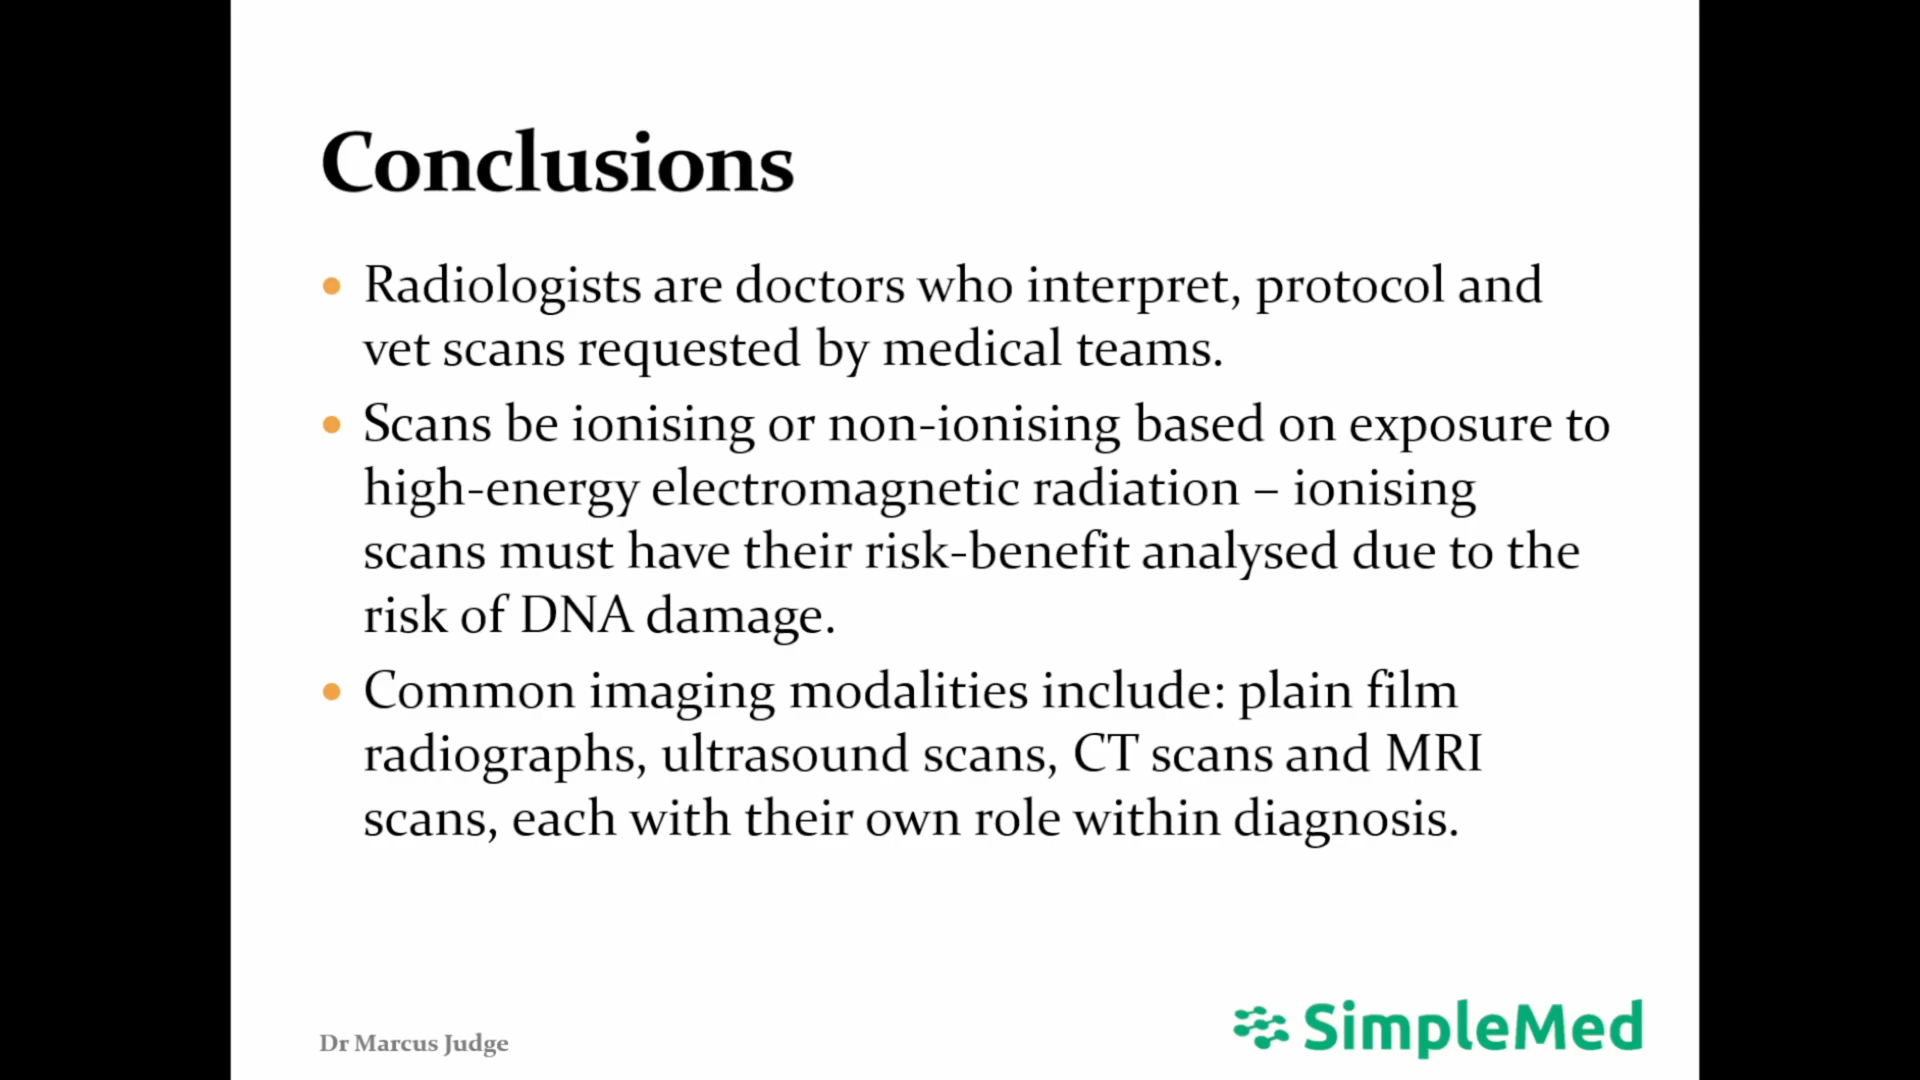 Conclusions
• Radiologists are doctors who interpret, protocol and
vet scans requested by medical teams.
• Scans be ionising or non-ionising based on exposure to
high-energy electromagnetic radiation – ionising
scans must have their risk-benefit analysed due to the
risk of DNA damage.
• Common imaging modalities include: plain film
radiographs, ultrasound scans, CT scans and MRI
scans, each with their own role within diagnosis.
Dr Marcus Judge
SimpleMed